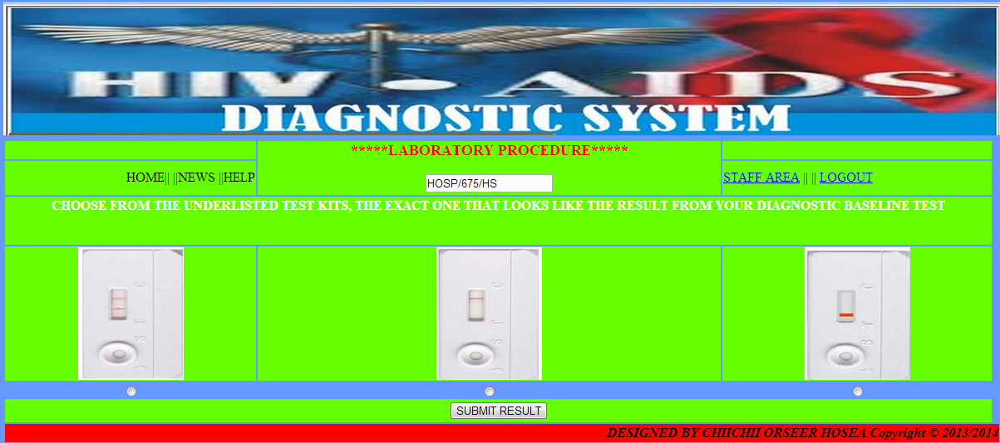 HIV • AIDS
DIAGNOSTIC SYSTEM
*****LABORATORY PROCEDURE*****
HOME|| ||NEWS ||HELP
HOSP/675/HS
STAFF AREA || || LOGOUT
CHOOSE FROM THE UNDERLISTED TEST KITS, THE EXACT ONE THAT LOOKS LIKE THE RESULT FROM YOUR DIAGNOSTIC BASELINE TEST
C
T
S
A
C
T
S
A
C
T
S
A
SUBMIT RESULT
DESIGNED BY CHIICHII ORSEER HOSEA Copyright © 2013/2014